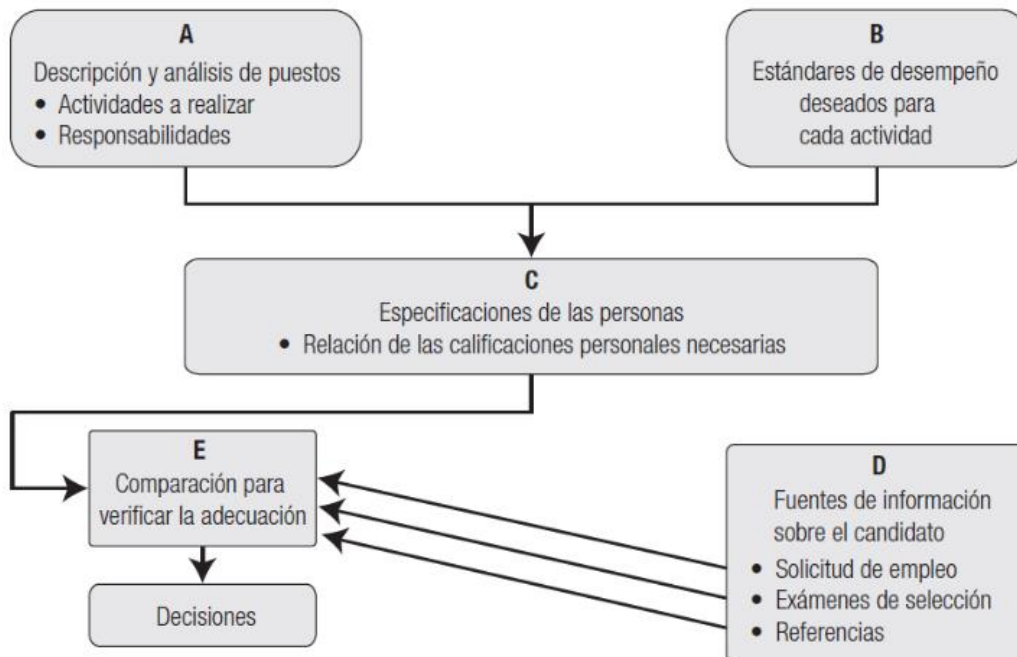 A
Descripción y análisis de puestos
• Actividades a realizar
• Responsabilidades
B
Estándares de desempeño
deseados para
cada actividad
C
Especificaciones de las personas
• Relación de las calificaciones personales necesarias
E
Comparación para
verificar la adecuación
D
Fuentes de información
sobre el candidato
• Solicitud de empleo
• Exámenes de selección
• Referencias
Decisiones